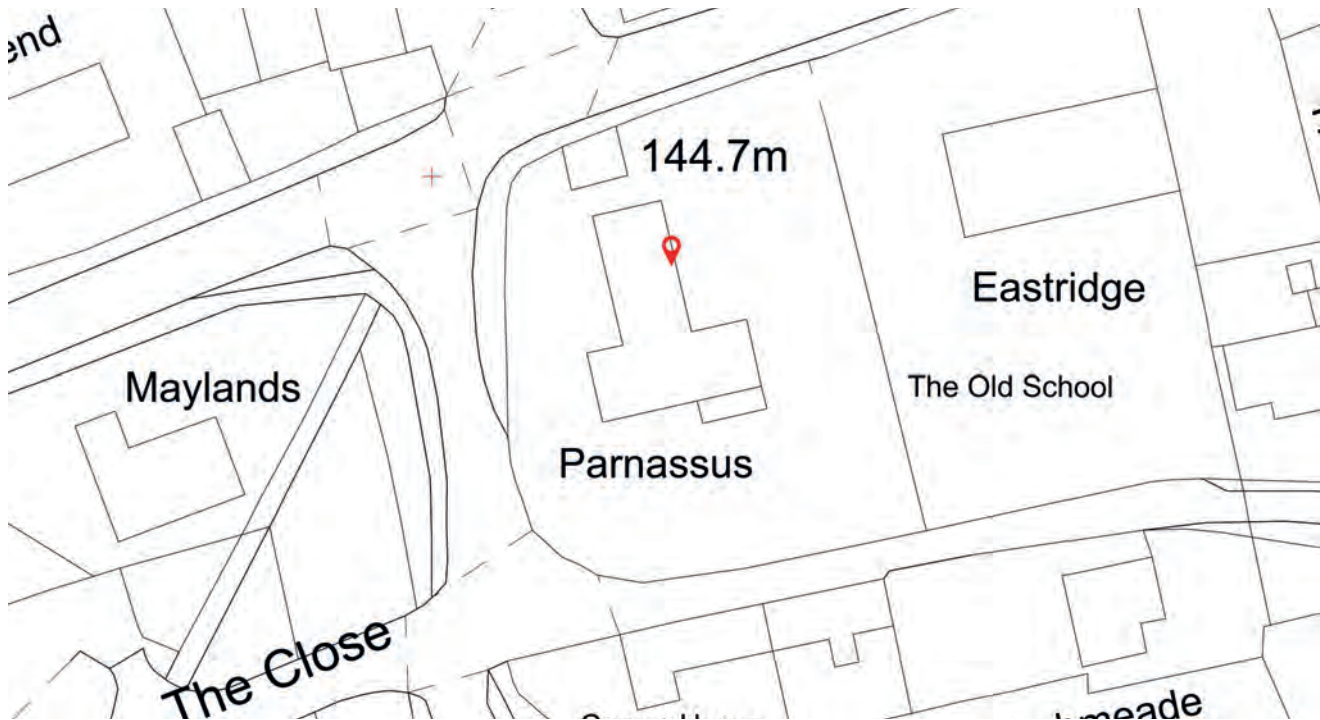 end
144.7m
Eastridge
Maylands
The Old School
Parnassus
The Close